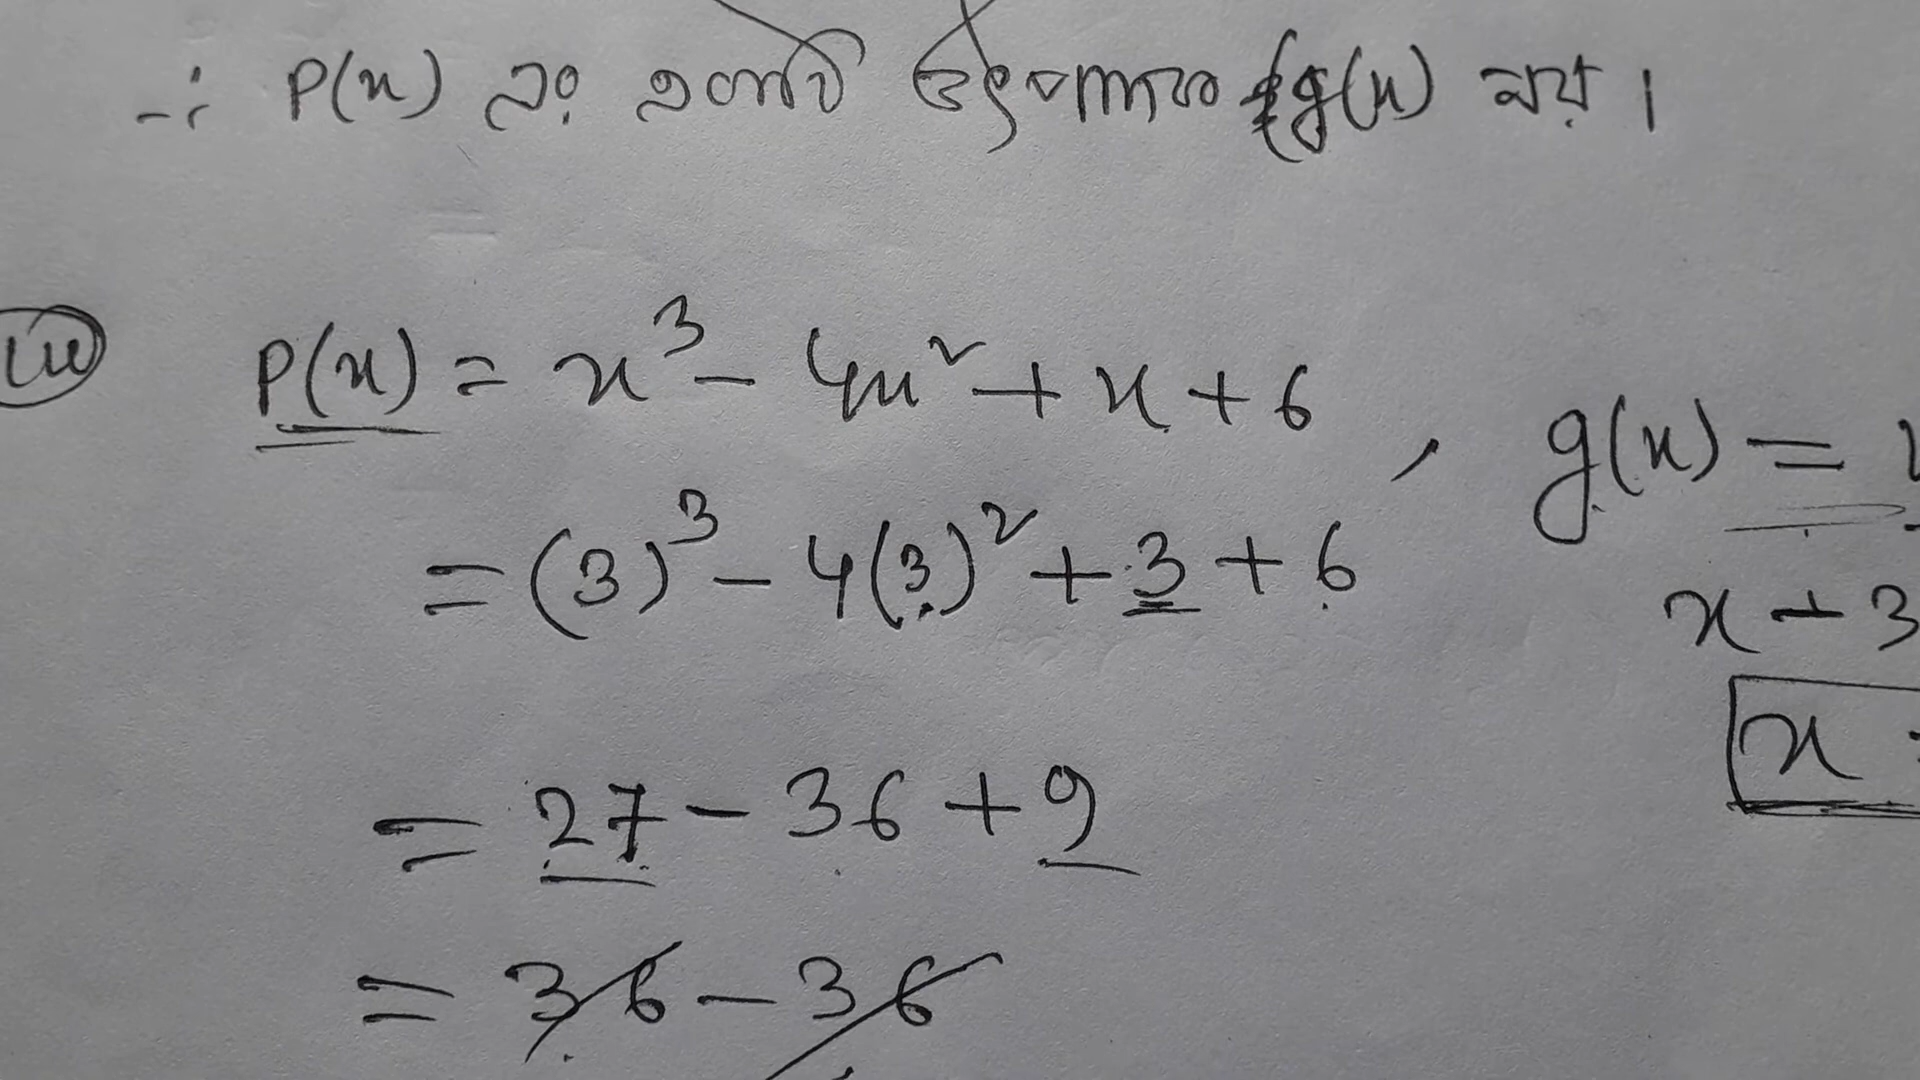 ∴ P(x) এর একটি উৎপাদক g(x) নয় ।
(iii) P(x) = x³ - 4x² + x + 6 , g(x) =
= (3)³ - 4(3)² + 3 + 6
x - 3
= 27 - 36 + 9
x
= 36 - 36